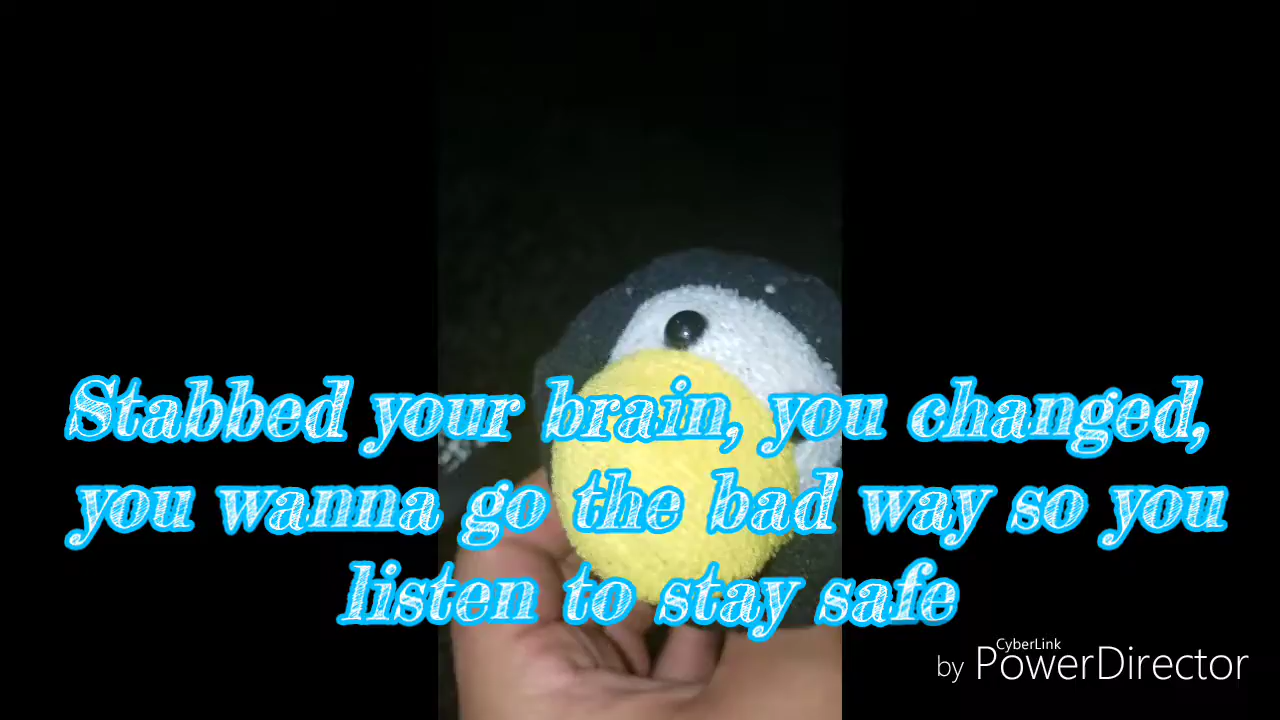 Stabbed your brain, you changed,
you wanna go the bad way so you
listen to stay safe
CyberLink
by PowerDirector